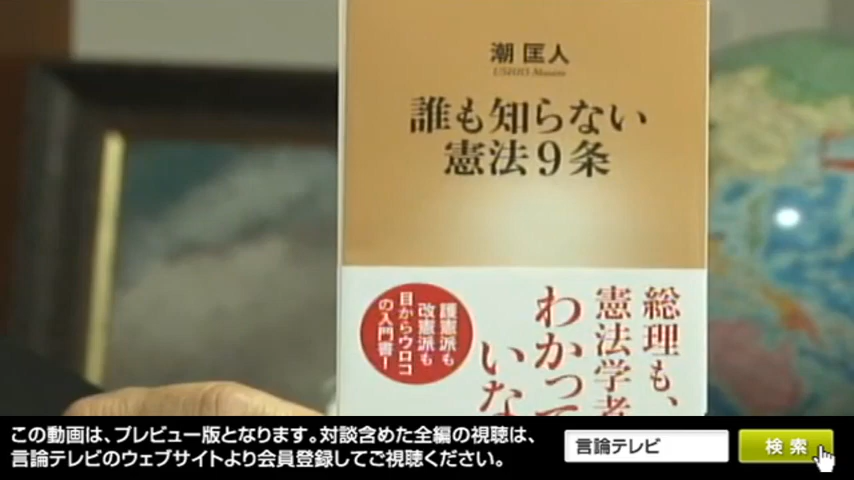 潮 匡人
USHIO Masato
誰も知らない
憲法9条
総理も、
憲法学者
わかって
いな
護憲派も
改憲派も
目からウロコ
の入門書!
この動画は、プレビュー版となります。対談含めた全編の視聴は、
言論テレビのウェブサイトより会員登録してご視聴ください。
言論テレビ
検索